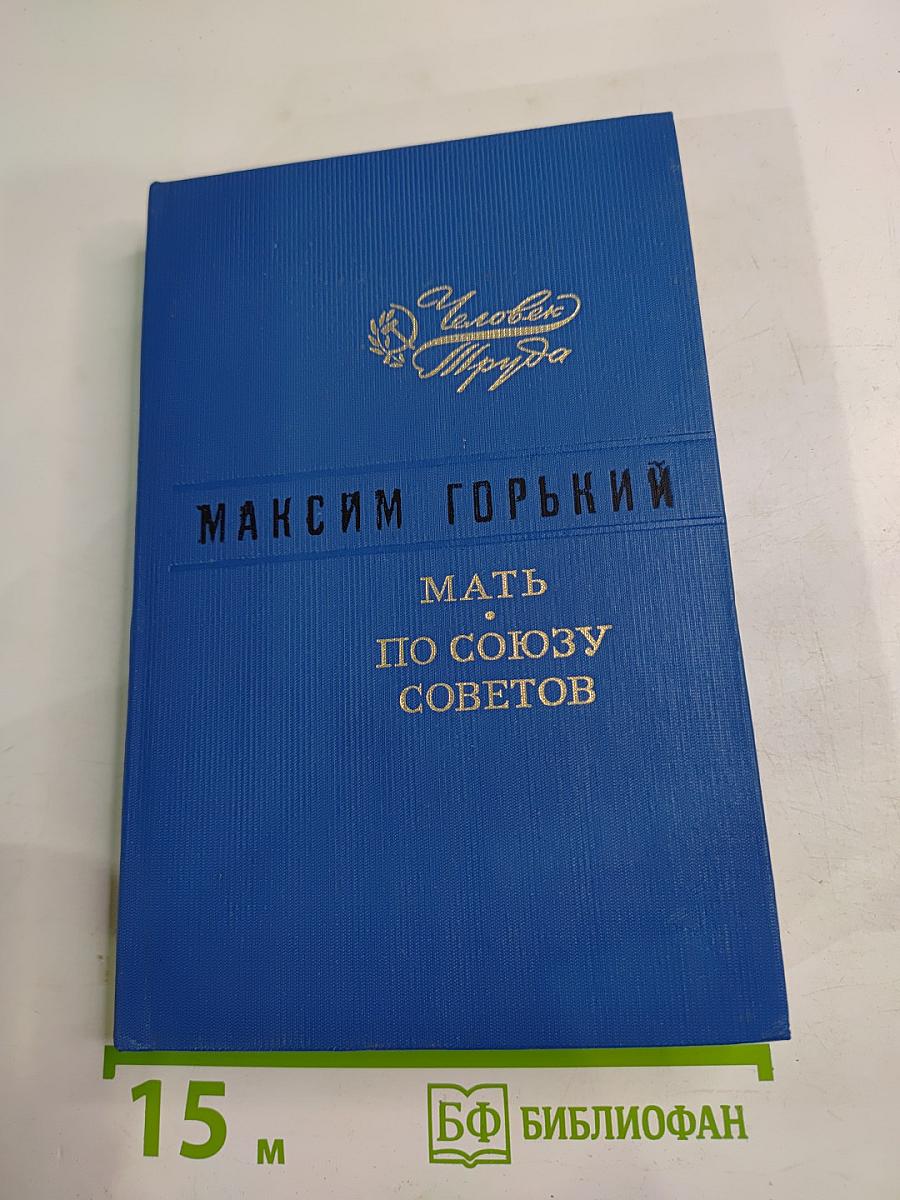 Человек
Труда
МАКСИМ ГОРЬКИЙ
МАТЬ
•
ПО СОЮЗУ
СОВЕТОВ
15 м
БФ БИБЛИОФАН